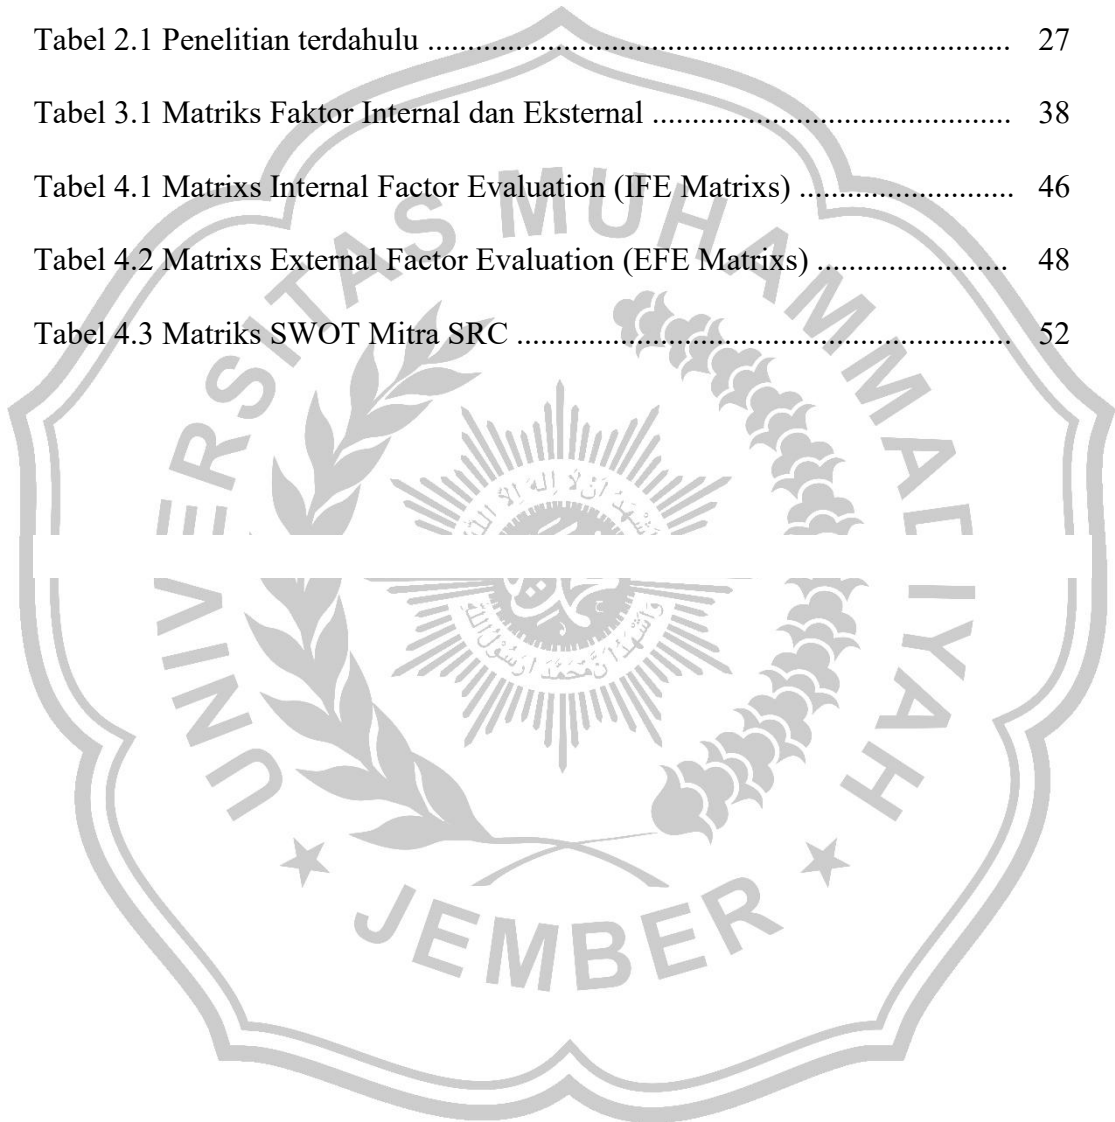 Tabel 2.1 Penelitian terdahulu ......................................................................... 27
Tabel 3.1 Matriks Faktor Internal dan Eksternal ............................................. 38
Tabel 4.1 Matrixs Internal Factor Evaluation (IFE Matrixs) ........................... 46
Tabel 4.2 Matrixs External Factor Evaluation (EFE Matrixs) ........................ 48
Tabel 4.3 Matriks SWOT Mitra SRC .............................................................. 52
UNIVERSITAS MUHAMMADIYAH
JEMBER